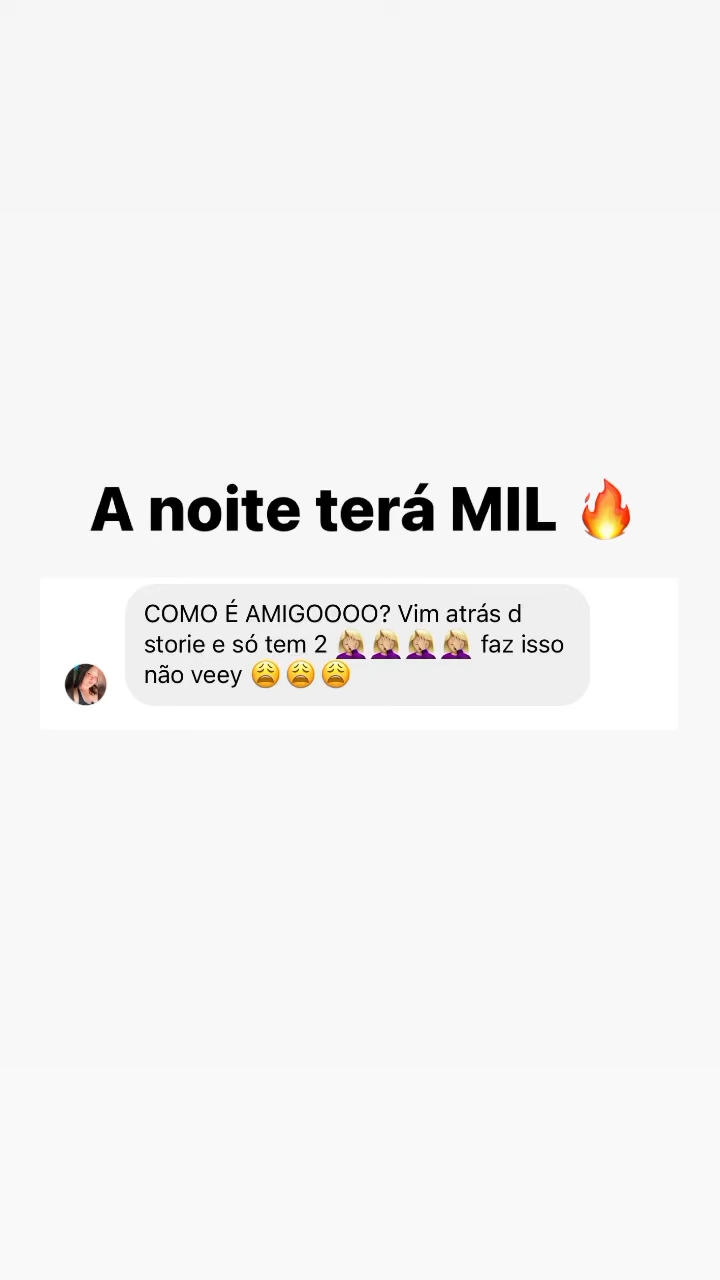 A noite terá MIL 🔥
COMO É AMIGOOOO? Vim atrás d
storie e só tem 2 🤦🏼‍♀️🤦🏼‍♀️🤦🏼‍♀️🤦🏼‍♀️ faz isso
não veey 😩😩😩